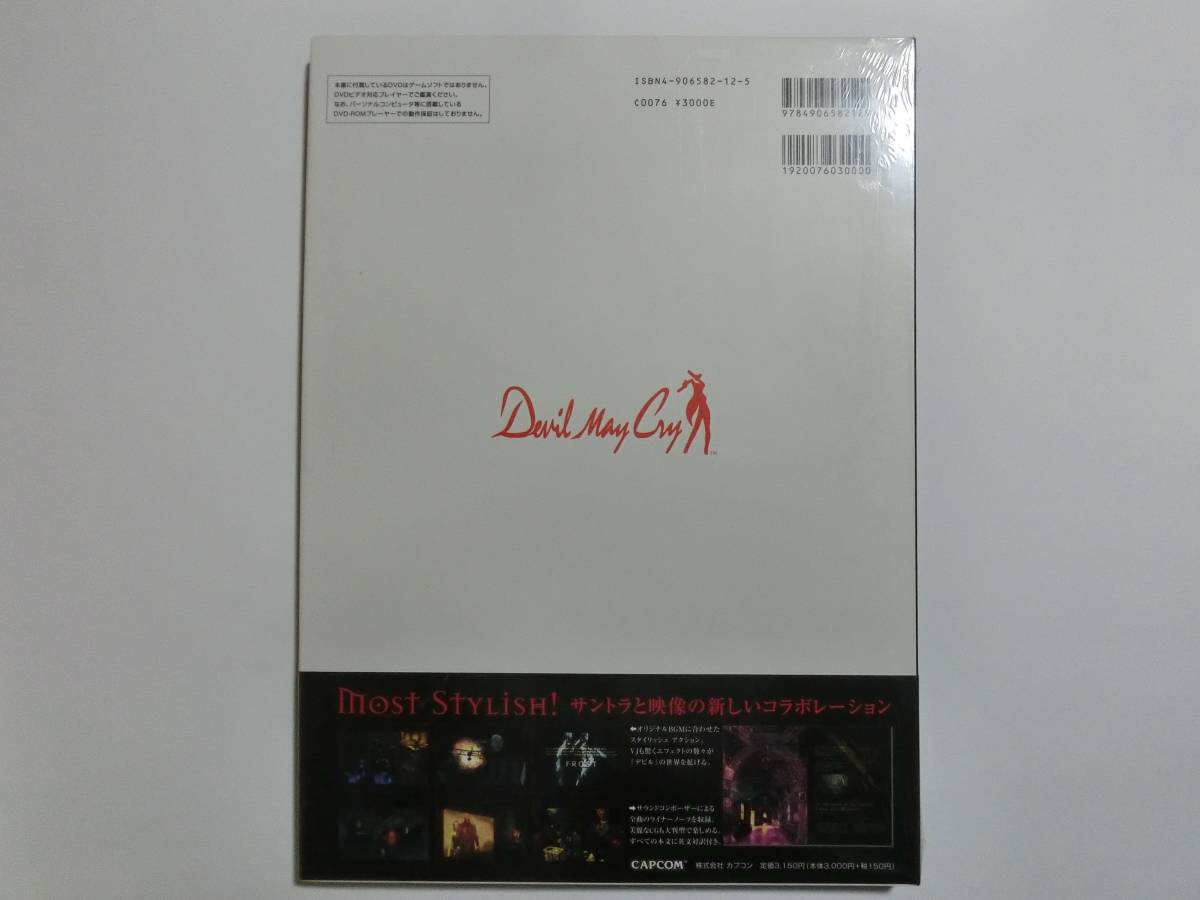 本書に付属しているDVDはゲームソフトではありません。
DVDビデオ対応プレイヤーでご鑑賞ください。
なお、パーソナルコンピュータ等に搭載している
DVD-ROMプレーヤーでの動作保証はしておりません。
ISBN4-906582-12-5
C0076 ¥3000E
1920076030000
Devil May Cry
TM
MOST STYLISH! サントラと映像の新しいコラボレーション
←オリジナルBGMに合わせた
スタイリッシュ アクション。
VJも驚くエフェクトの数々が
「デビル」の世界を拡げる。
FROST
➡サウンドコンポーザーによる
全曲のライナーノーツを収録。
美麗なCGも大判型で楽しめる。
すべての本文に英文対訳付き。
CAPCOM 株式会社 カプコン 定価3,150円(本体3,000円+税150円)